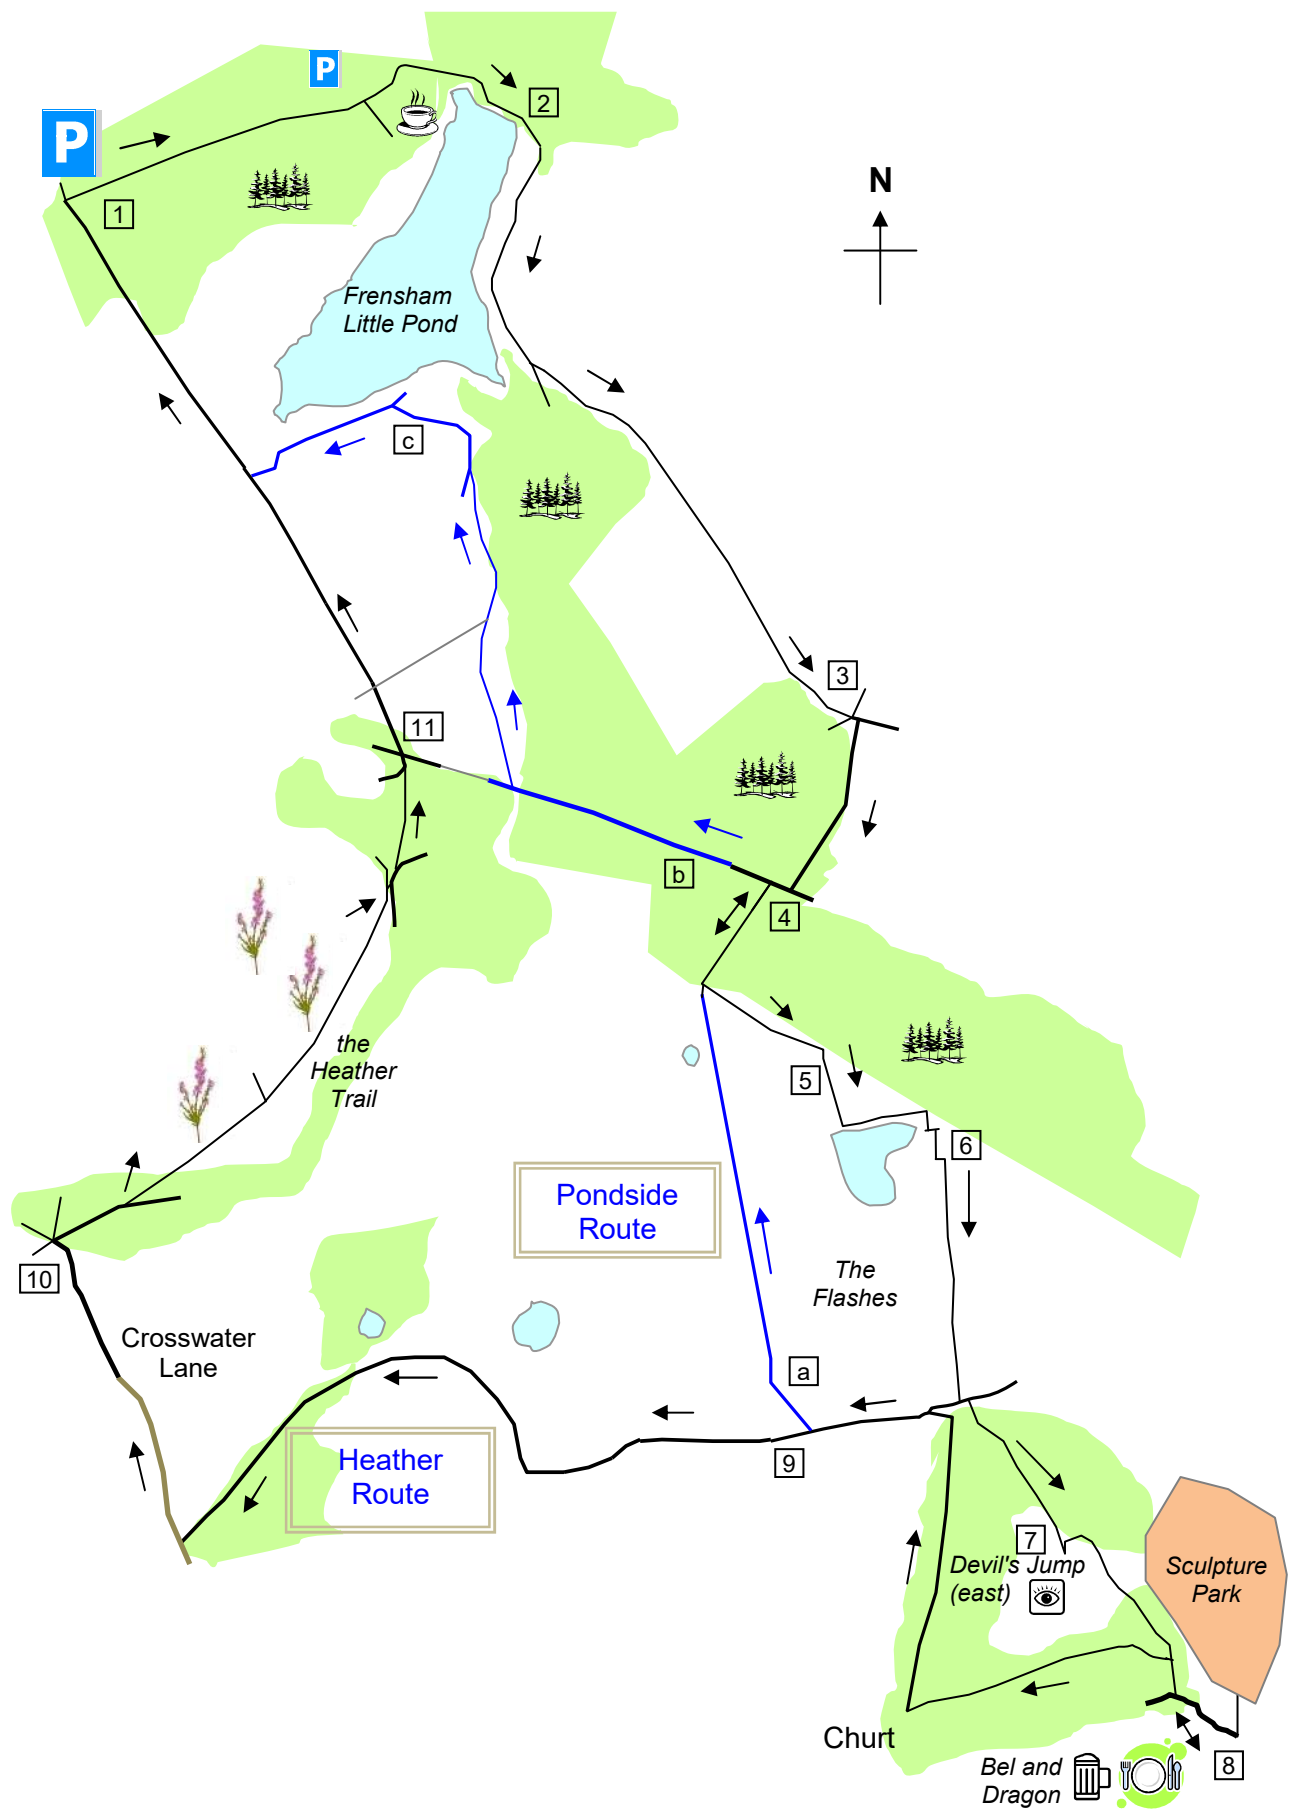 P
2
P
N
1
Frensham
Little Pond
c
3
11
b
4
the
Heather
Trail
5
6
Pondside
Route
10
The
Flashes
Crosswater
Lane
a
Heather
Route
9
7
Devil's Jump
(east)
Sculpture
Park
Churt
8
Bel and
Dragon